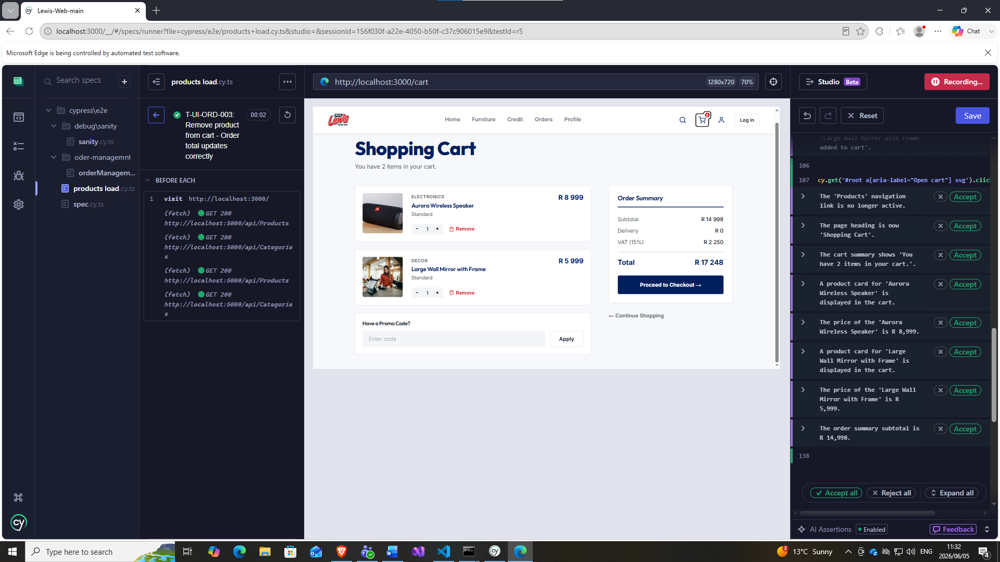 Lewis-Web-main
localhost:3000/__/#/specs/runner?file=cypress/e2e/products+load.cy.ts&studio=&sessionId=156f030f-a22e-4050-b50f-c37c906015e9&testId=r5
Chat
Microsoft Edge is being controlled by automated test software.
Search specs
cypress\e2e
debug\sanity
sanity.cy.ts
oder-managemnt
orderManagem...
products load.cy.ts
spec.cy.ts
products load.cy.ts
T-UI-ORD-003:
Remove product
from cart - Order
total updates
correctly
00:02
BEFORE EACH
1 visit http://localhost:3000/
(fetch) GET 200
http://localhost:5000/api/Products
(fetch) GET 200
http://localhost:5000/api/Categorie
s
(fetch) GET 200
http://localhost:5000/api/Products
(fetch) GET 200
http://localhost:5000/api/Categorie
s
http://localhost:3000/cart
1280x720 70%
Lewis
Home Furniture Credit Orders Profile
2
Log In
Shopping Cart
You have 2 items in your cart.
ELECTRONICS
Aurora Wireless Speaker
Standard
- 1 + Remove
R 8 999
DECOR
Large Wall Mirror with Frame
Standard
- 1 + Remove
R 5 999
Have a Promo Code?
Enter code
Apply
Order Summary
Subtotal R 14 998
Delivery R 0
VAT (15%) R 2 250
Total R 17 248
Proceed to Checkout →
← Continue Shopping
Studio Beta
Recording...
Reset
Save
'Large Wall Mirror with Frame
added to cart'.
106
107 cy.get('#root a[aria-label="Open cart"] svg').clic
The 'Products' navigation
link is no longer active.
Accept
The page heading is now
'Shopping Cart'.
Accept
The cart summary shows 'You
have 2 items in your cart.'.
Accept
A product card for 'Aurora
Wireless Speaker' is
displayed in the cart.
Accept
The price of the 'Aurora
Wireless Speaker' is R 8,999.
Accept
A product card for 'Large
Wall Mirror with Frame' is
displayed in the cart.
Accept
The price of the 'Large Wall
Mirror with Frame' is R
5,999.
Accept
The order summary subtotal is
R 14,998.
Accept
138
Accept all Reject all Expand all
AI Assertions Enabled
Feedback
cy
Type here to search
2
13°C Sunny
ENG
11:32
2026/06/05
4